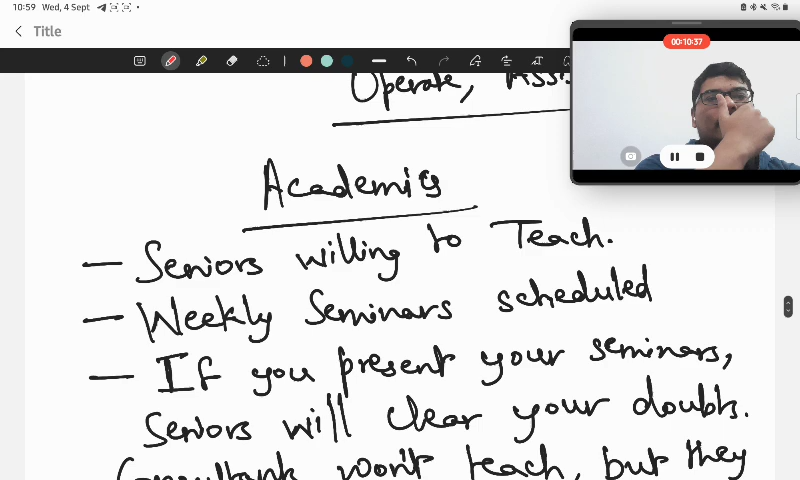 10:59 Wed, 4 Sept
Title
00:10:37
Operate, Ass
Academics
— Seniors willing to Teach.
— Weekly Seminars scheduled
— If you present your seminars,
Seniors will clear your doubts.
Consultants won't teach, but they